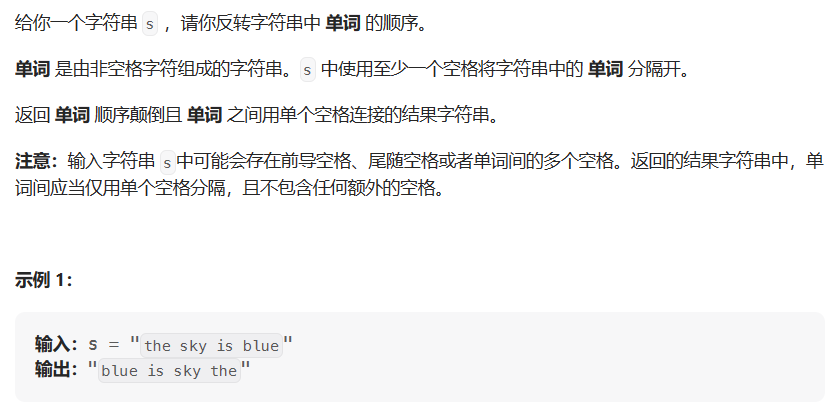 给你一个字符串 s ，请你反转字符串中 单词 的顺序。
单词 是由非空格字符组成的字符串。s 中使用至少一个空格将字符串中的 单词 分隔开。
返回 单词 顺序颠倒且 单词 之间用单个空格连接的结果字符串。
注意：输入字符串 s中可能会存在前导空格、尾随空格或者单词间的多个空格。返回的结果字符串中，单
词间应当仅用单个空格分隔，且不包含任何额外的空格。
示例 1：
输入：s = "the sky is blue"
输出："blue is sky the"